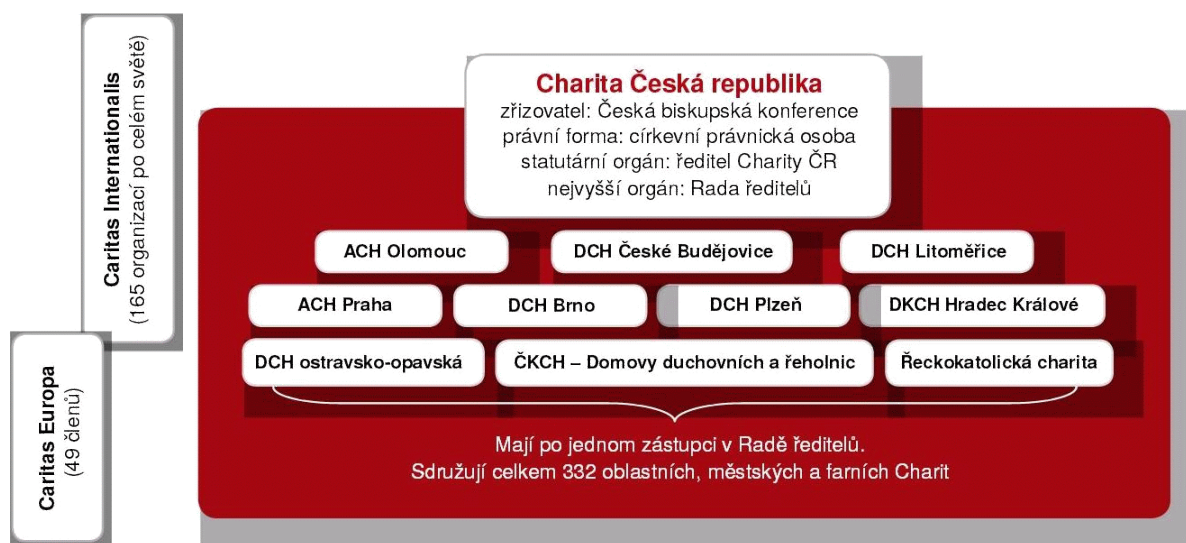 Caritas Internationalis
(165 organizací po celém světě)
Caritas Europa
(49 členů)
Charita Česká republika
zřizovatel: Česká biskupská konference
právní forma: církevní právnická osoba
statutární orgán: ředitel Charity ČR
nejvyšší orgán: Rada ředitelů
ACH Olomouc
DCH České Budějovice
DCH Litoměřice
ACH Praha
DCH Brno
DCH Plzeň
DKCH Hradec Králové
DCH ostravsko-opavská
ČKCH – Domovy duchovních a řeholnic
Řeckokatolická charita
Mají po jednom zástupci v Radě ředitelů.
Sdružují celkem 332 oblastních, městských a farních Charit